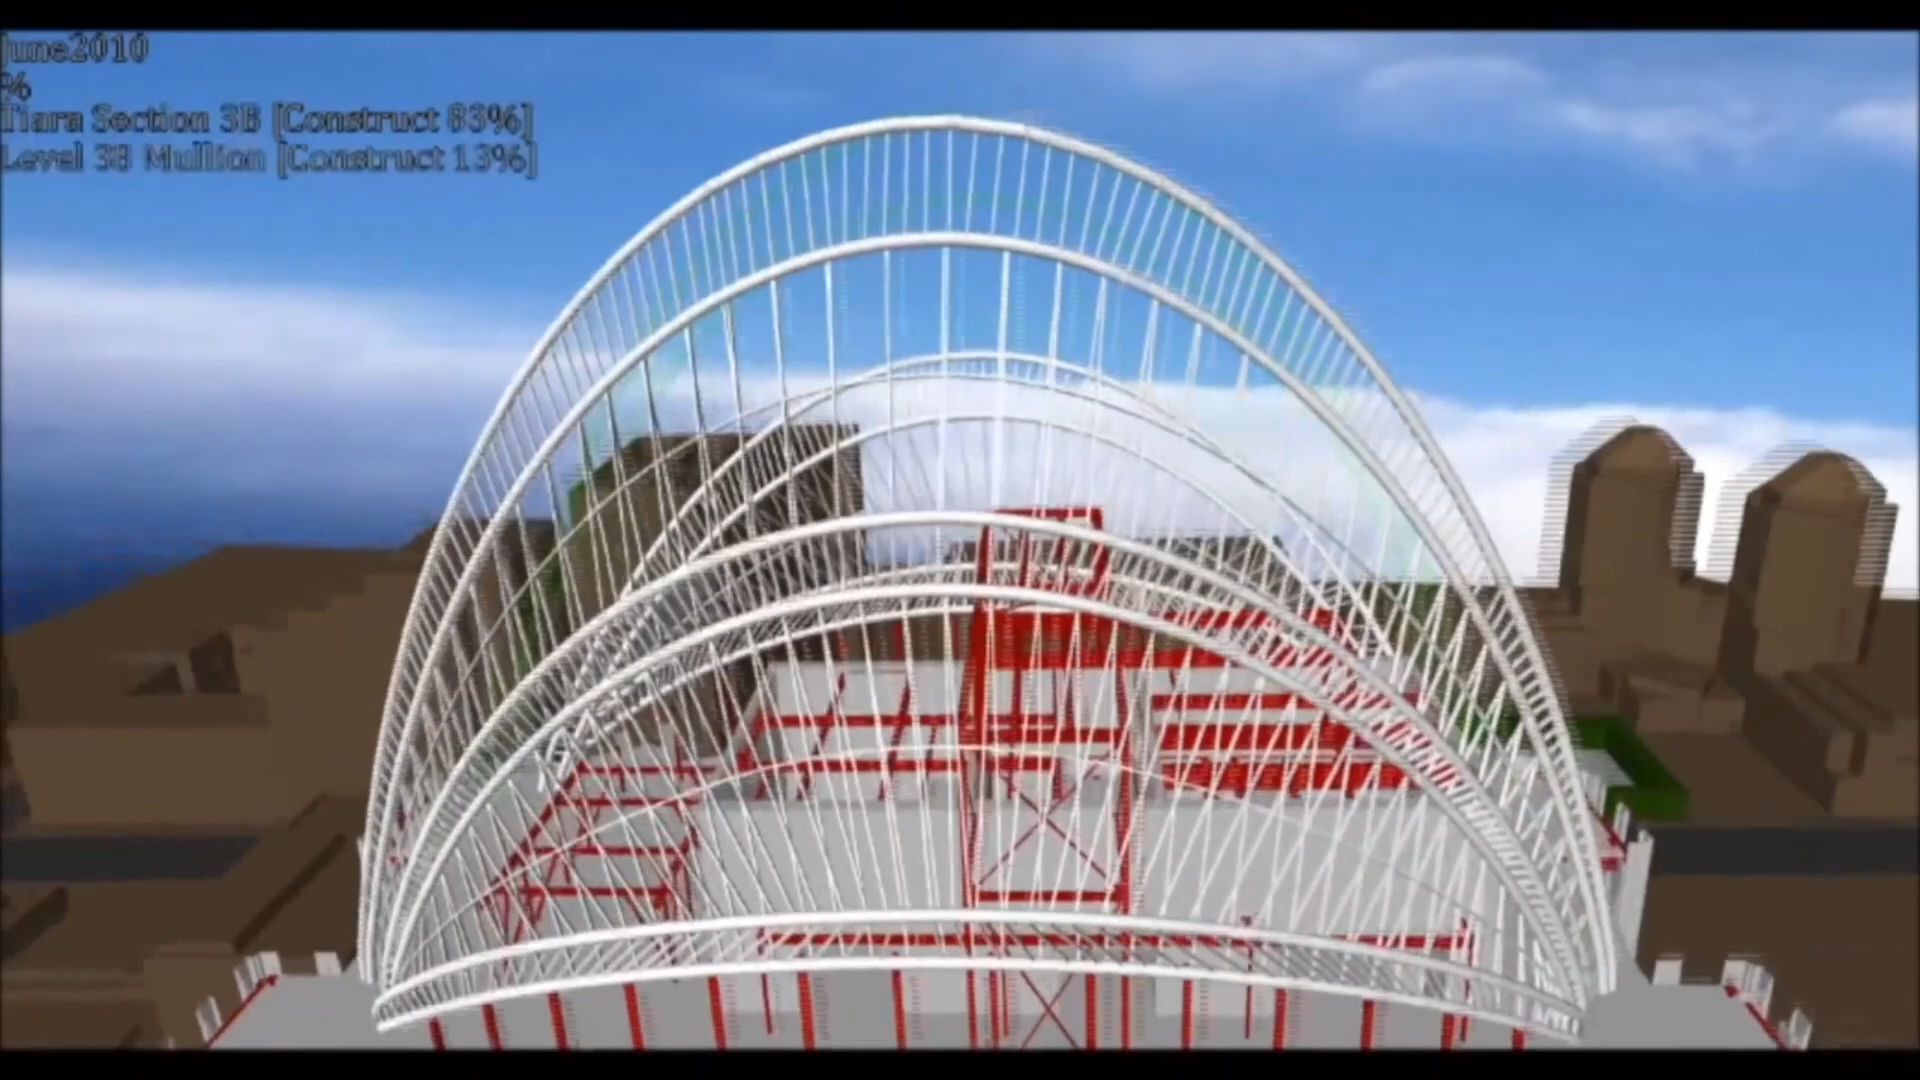 June2010
%
Tiara Section 3B [Construct 83%]
Level 38 Mullion [Construct 13%]